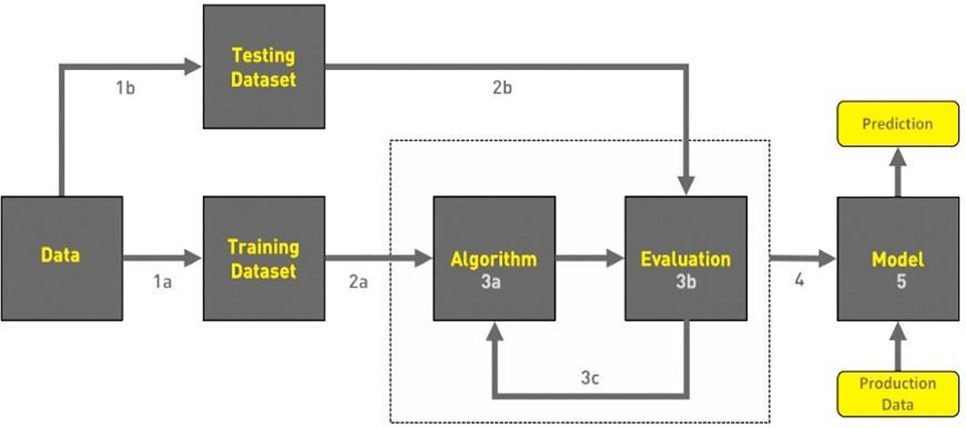 Testing
Dataset
1b
2b
Prediction
Data
1a
Training
Dataset
2a
Algorithm
3a
Evaluation
3b
4
Model
5
3c
Production
Data